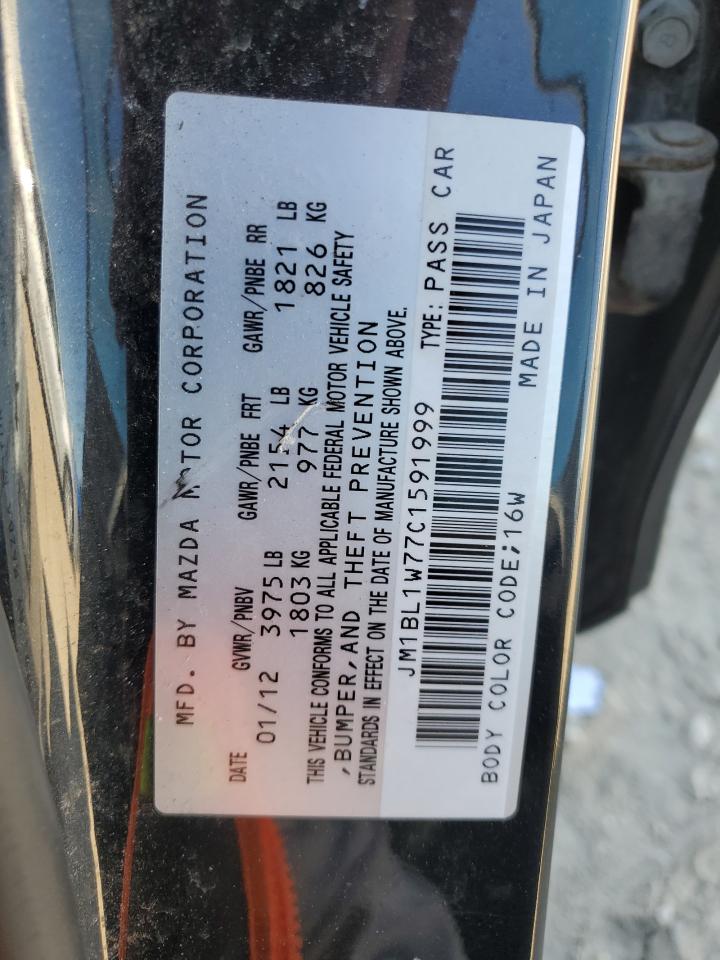 MFD. BY MAZDA MOTOR CORPORATION
DATE GVWR/PNBV GAWR/PNBE FRT GAWR/PNBE RR
01/12 3975 LB 2154 LB 1821 LB
1803 KG 977 KG 826 KG
THIS VEHICLE CONFORMS TO ALL APPLICABLE FEDERAL MOTOR VEHICLE SAFETY
,BUMPER,AND THEFT PREVENTION
STANDARDS IN EFFECT ON THE DATE OF MANUFACTURE SHOWN ABOVE.
JM1BL1W77C1591999 TYPE: PASS CAR
BODY COLOR CODE;16W MADE IN JAPAN